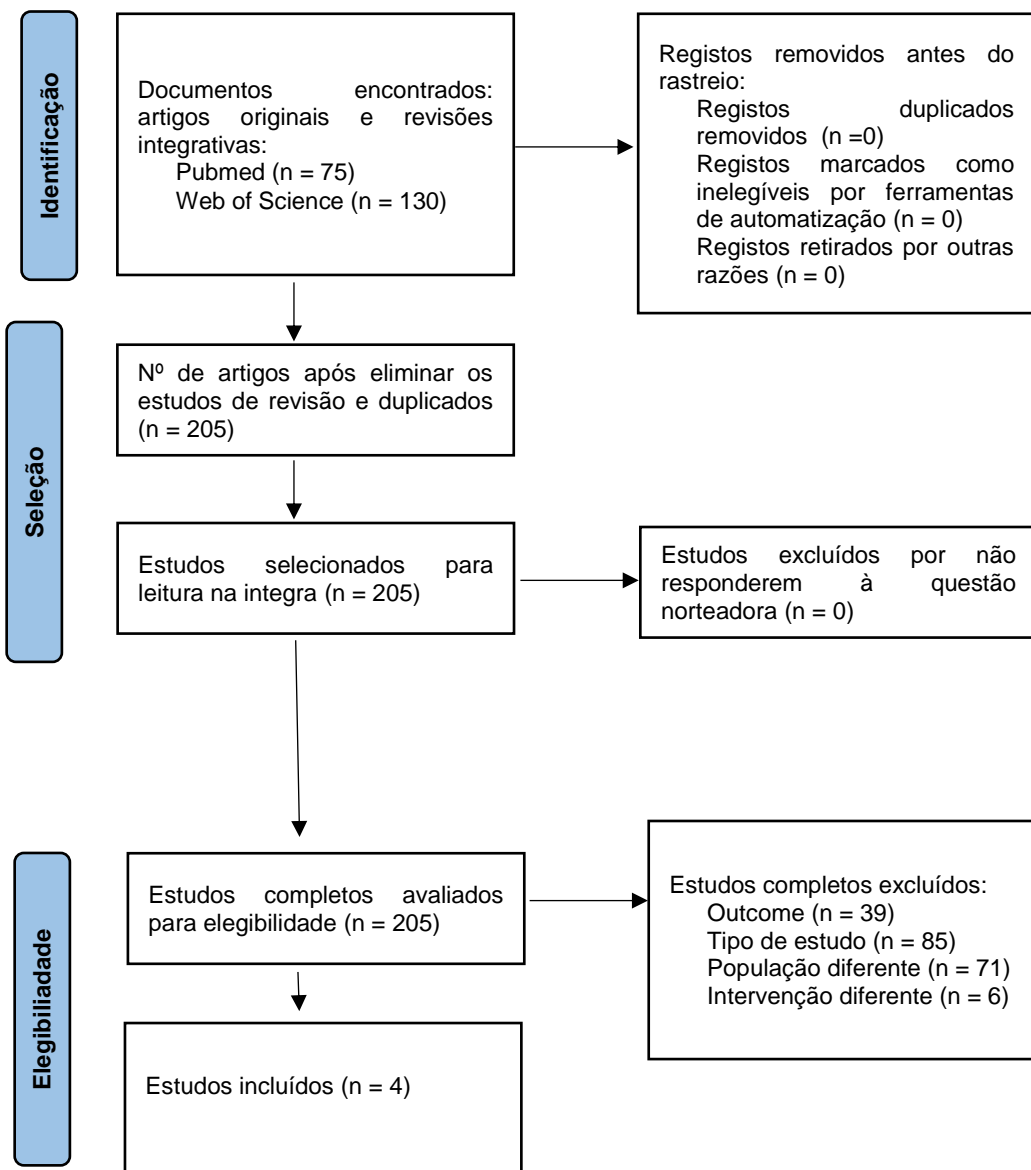 Identificação
Documentos encontrados:
artigos originais e revisões
integrativas:
Pubmed (n = 75)
Web of Science (n = 130)
Registos removidos antes do
rastreio:
Registos duplicados
removidos (n =0)
Registos marcados como
inelegíveis por ferramentas
de automatização (n = 0)
Registos retirados por outras
razões (n = 0)
Seleção
Nº de artigos após eliminar os
estudos de revisão e duplicados
(n = 205)
Estudos selecionados para
leitura na integra (n = 205)
Estudos excluídos por não
responderem à questão
norteadora (n = 0)
Elegibiliadade
Estudos completos avaliados
para elegibilidade (n = 205)
Estudos completos excluídos:
Outcome (n = 39)
Tipo de estudo (n = 85)
População diferente (n = 71)
Intervenção diferente (n = 6)
Estudos incluídos (n = 4)